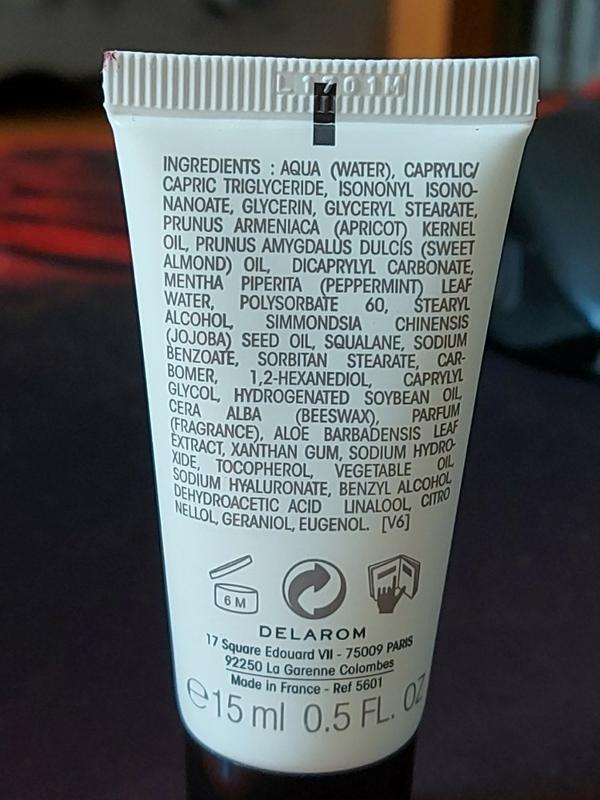 L1701M
INGREDIENTS : AQUA (WATER), CAPRYLIC/
CAPRIC TRIGLYCERIDE, ISONONYL ISONO-
NANOATE, GLYCERIN, GLYCERYL STEARATE,
PRUNUS ARMENIACA (APRICOT) KERNEL
OIL, PRUNUS AMYGDALUS DULCIS (SWEET
ALMOND) OIL, DICAPRYLYL CARBONATE,
MENTHA PIPERITA (PEPPERMINT) LEAF
WATER, POLYSORBATE 60, STEARYL
ALCOHOL, SIMMONDSIA CHINENSIS
(JOJOBA) SEED OIL, SQUALANE, SODIUM
BENZOATE, SORBITAN STEARATE, CAR-
BOMER, 1,2-HEXANEDIOL, CAPRYLYL
GLYCOL, HYDROGENATED SOYBEAN OIL,
CERA ALBA (BEESWAX), PARFUM
(FRAGRANCE), ALOE BARBADENSIS LEAF
EXTRACT, XANTHAN GUM, SODIUM HYDRO-
XIDE, TOCOPHEROL, VEGETABLE OIL
SODIUM HYALURONATE, BENZYL ALCOHOL
DEHYDROACETIC ACID LINALOOL, CITRO
NELLOL, GERANIOL, EUGENOL. [V6]
6 M
DELAROM
17 Square Edouard VII - 75009 PARIS
92250 La Garenne Colombes
Made in France - Ref 5601
℮15 ml 0.5 FL. OZ